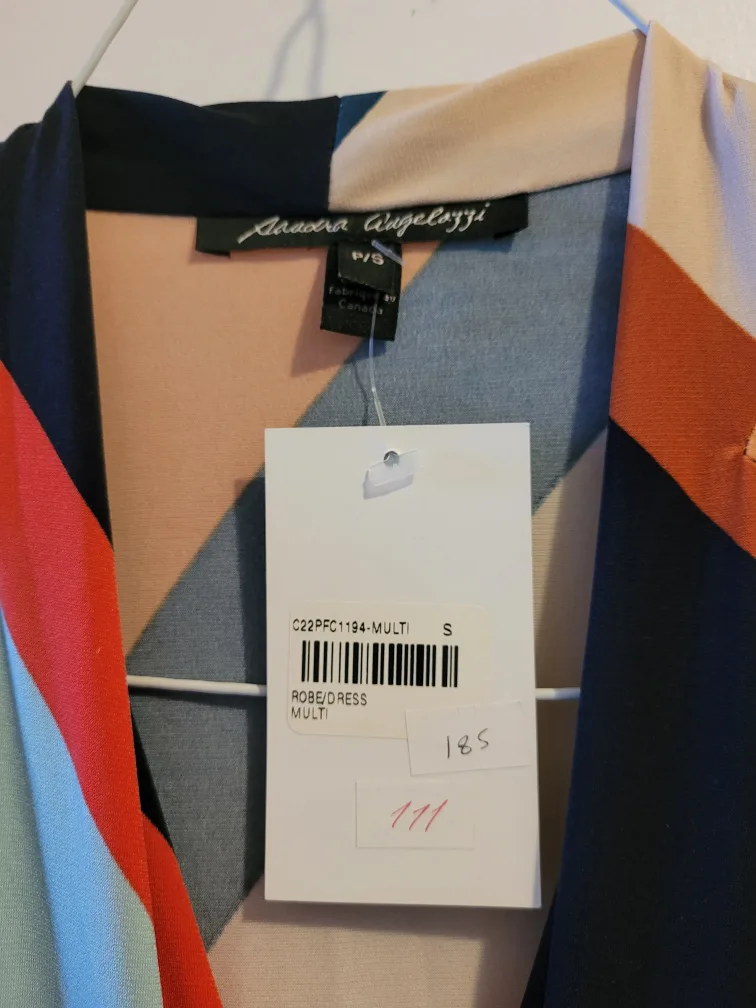 Sandra Angelozzi
P/S
Fabriqué au
Canada
C22PFC1194-MULTI S
ROBE/DRESS
MULTI
185
111